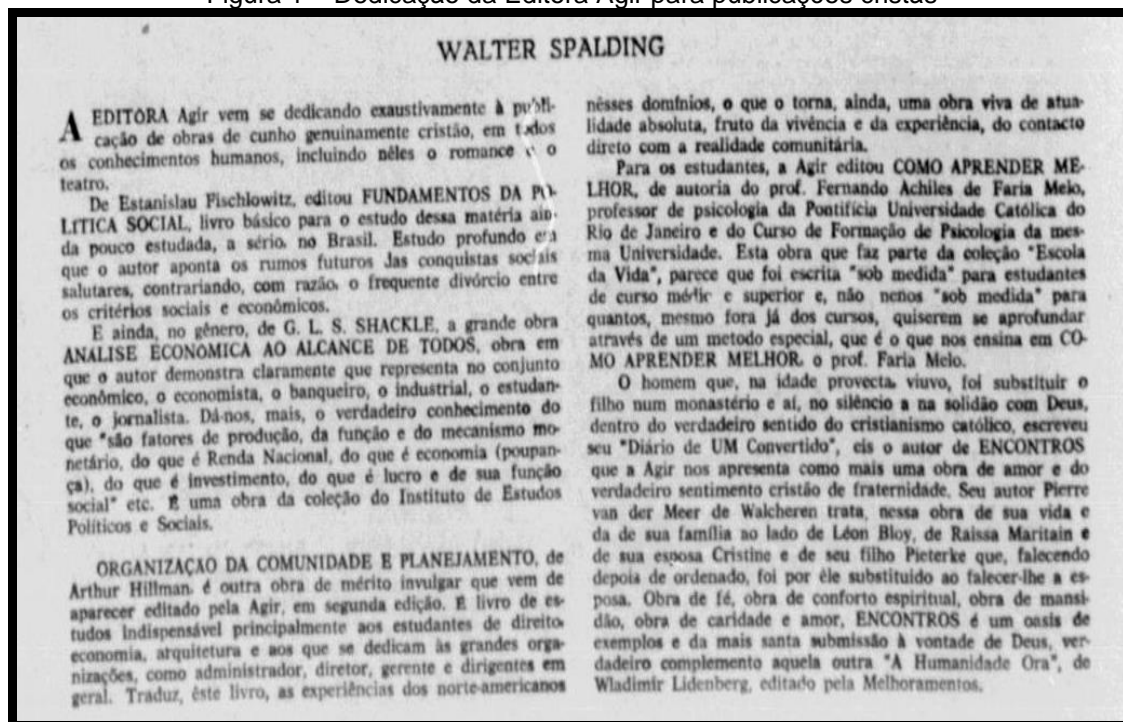 Figura 1 – Dedicação da Editora Agir para publicações cristãs
WALTER SPALDING
A EDITÔRA Agir vem se dedicando exaustivamente à publi-
cação de obras de cunho genuinamente cristão, em todos
os conhecimentos humanos, incluindo nêles o romance e o
teatro.
De Estanislau Fischlowitz, editou FUNDAMENTOS DA PO-
LÍTICA SOCIAL, livro básico para o estudo dessa matéria ain-
da pouco estudada, a sério, no Brasil. Estudo profundo em
que o autor aponta os rumos futuros das conquistas sociais
salutares, contrariando, com razão, o frequente divórcio entre
os critérios sociais e econômicos.
E ainda, no gênero, de G. L. S. SHACKLE, a grande obra
ANALISE ECONÔMICA AO ALCANCE DE TODOS, obra em
que o autor demonstra claramente que representa no conjunto
econômico, o economista, o banqueiro, o industrial, o estudan-
te, o jornalista. Dá-nos, mais, o verdadeiro conhecimento do
que "são fatores de produção, da função e do mecanismo mo-
netário, do que é Renda Nacional, do que é economia (poupan-
ça), do que é investimento, do que é lucro e de sua função
social" etc. É uma obra da coleção do Instituto de Estudos
Políticos e Sociais.
ORGANIZAÇÃO DA COMUNIDADE E PLANEJAMENTO, de
Arthur Hillman, é outra obra de mérito invulgar que vem de
aparecer editado pela Agir, em segunda edição. É livro de es-
tudos indispensável principalmente aos estudantes de direito,
economia, arquitetura e aos que se dedicam às grandes orga-
nizações, como administrador, diretor, gerente e dirigentes em
geral. Traduz, êste livro, as experiências dos norte-americanos
nêsses domínios, o que o torna, ainda, uma obra viva de atua-
lidade absoluta, fruto da vivência e da experiência, do contacto
direto com a realidade comunitária.
Para os estudantes, a Agir editou COMO APRENDER ME-
LHOR, de autoria do prof. Fernando Achiles de Faria Melo,
professor de psicologia da Pontifícia Universidade Católica do
Rio de Janeiro e do Curso de Formação de Psicologia da mes-
ma Universidade. Esta obra que faz parte da coleção "Escola
da Vida", parece que foi escrita "sob medida" para estudantes
de curso médio e superior e, não menos "sob medida" para
quantos, mesmo fora já dos cursos, quiserem se aprofundar
através de um metodo especial, que é o que nos ensina em CO-
MO APRENDER MELHOR, o prof. Faria Melo.
O homem que, na idade provecta, viuvo, foi substituir o
filho num monastério e aí, no silêncio a na solidão com Deus,
dentro do verdadeiro sentido do cristianismo católico, escreveu
seu "Diário de UM Convertido", eis o autor de ENCONTROS
que a Agir nos apresenta como mais uma obra de amor e do
verdadeiro sentimento cristão de fraternidade. Seu autor Pierre
van der Meer de Walcheren trata, nessa obra de sua vida e
da de sua família ao lado de Léon Bloy, de Raissa Maritain e
de sua esposa Cristine e de seu filho Pieterke que, falecendo
depois de ordenado, foi por êle substituido ao falecer-lhe a es-
posa. Obra de fé, obra de conforto espiritual, obra de mansi-
dão, obra de caridade e amor, ENCONTROS é um oasis de
exemplos e da mais santa submissão à vontade de Deus, ver-
dadeiro complemento aquela outra "A Humanidade Ora", de
Wladimir Lidenberg, editado pela Melhoramentos.